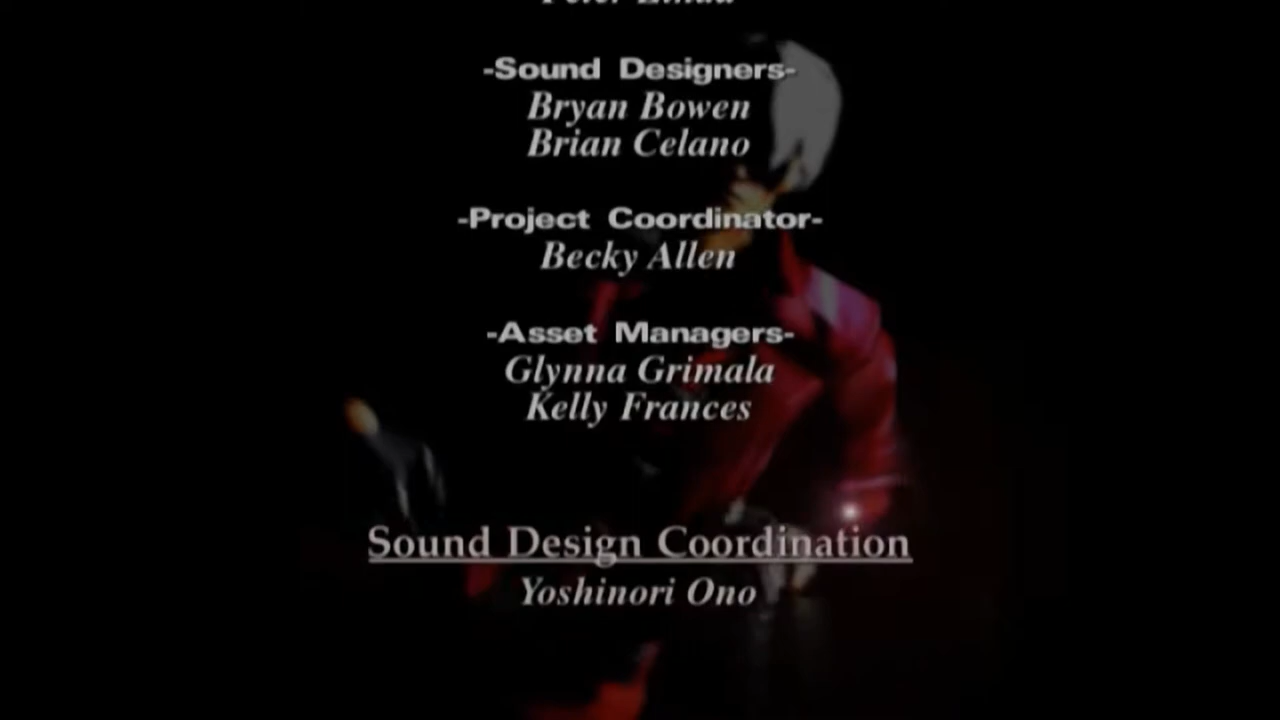 -Sound Designers-
Bryan Bowen
Brian Celano
-Project Coordinator-
Becky Allen
-Asset Managers-
Glynna Grimala
Kelly Frances
Sound Design Coordination
Yoshinori Ono